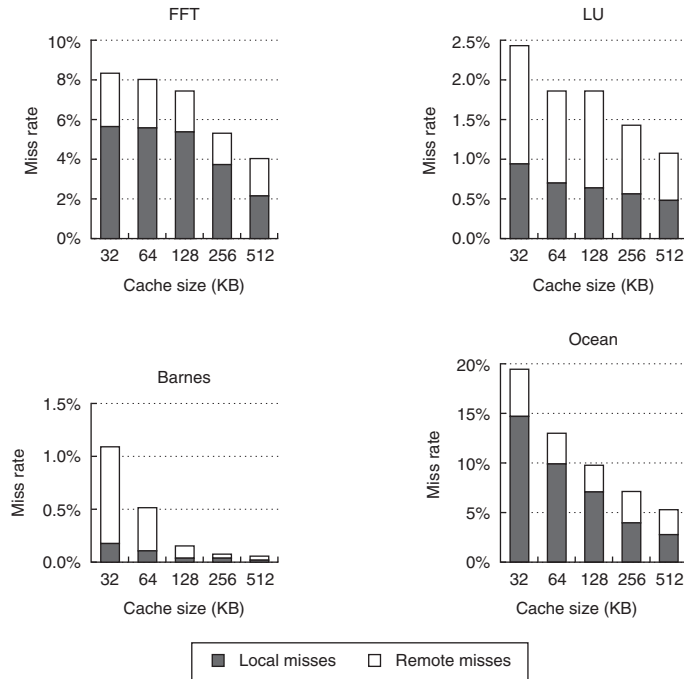 FFT
10%
8%
6%
4%
2%
0%
Miss rate
32 64 128 256 512
Cache size (KB)
LU
2.5%
2.0%
1.5%
1.0%
0.5%
0.0%
Miss rate
32 64 128 256 512
Cache size (KB)
Barnes
1.5%
1.0%
0.5%
0.0%
Miss rate
32 64 128 256 512
Cache size (KB)
Ocean
20%
15%
10%
5%
0%
Miss rate
32 64 128 256 512
Cache size (KB)
Local misses Remote misses